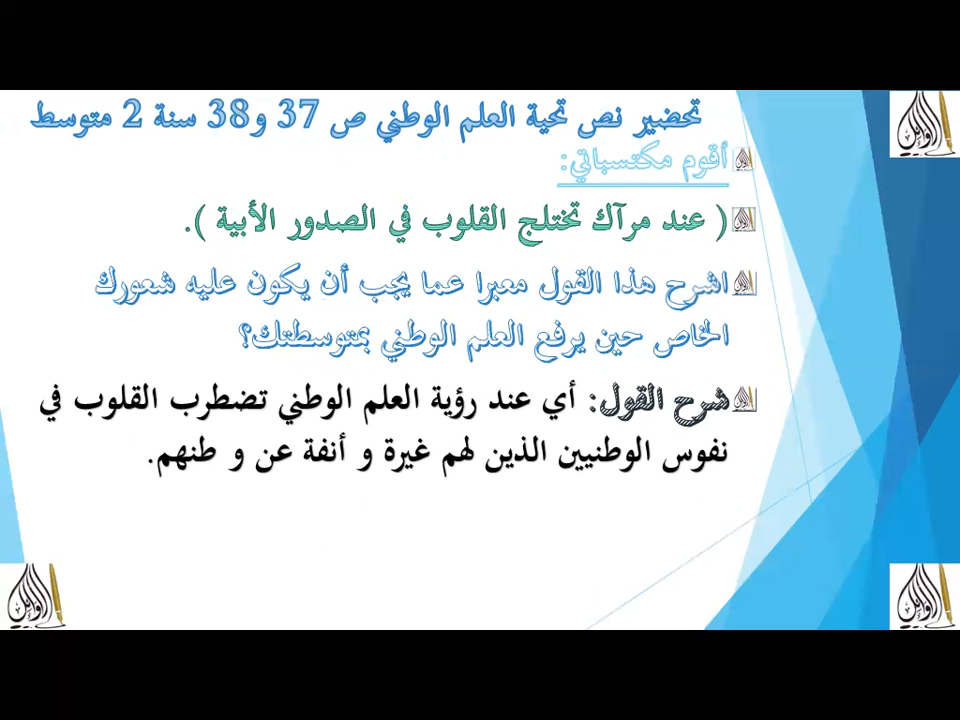 تحضير نص تحية العلم الوطني ص 37 و38 سنة 2 متوسط
أقوم مكتسباتي:
( عند مرآك تختلج القلوب في الصدور الأبية ).
اشرح هذا القول معبرا عما يجب أن يكون عليه شعورك
الخاص حين يرفع العلم الوطني بمتوسطتك؟
شرح القول: أي عند رؤية العلم الوطني تضطرب القلوب في
نفوس الوطنيين الذين لهم غيرة و أنفة عن و طنهم.